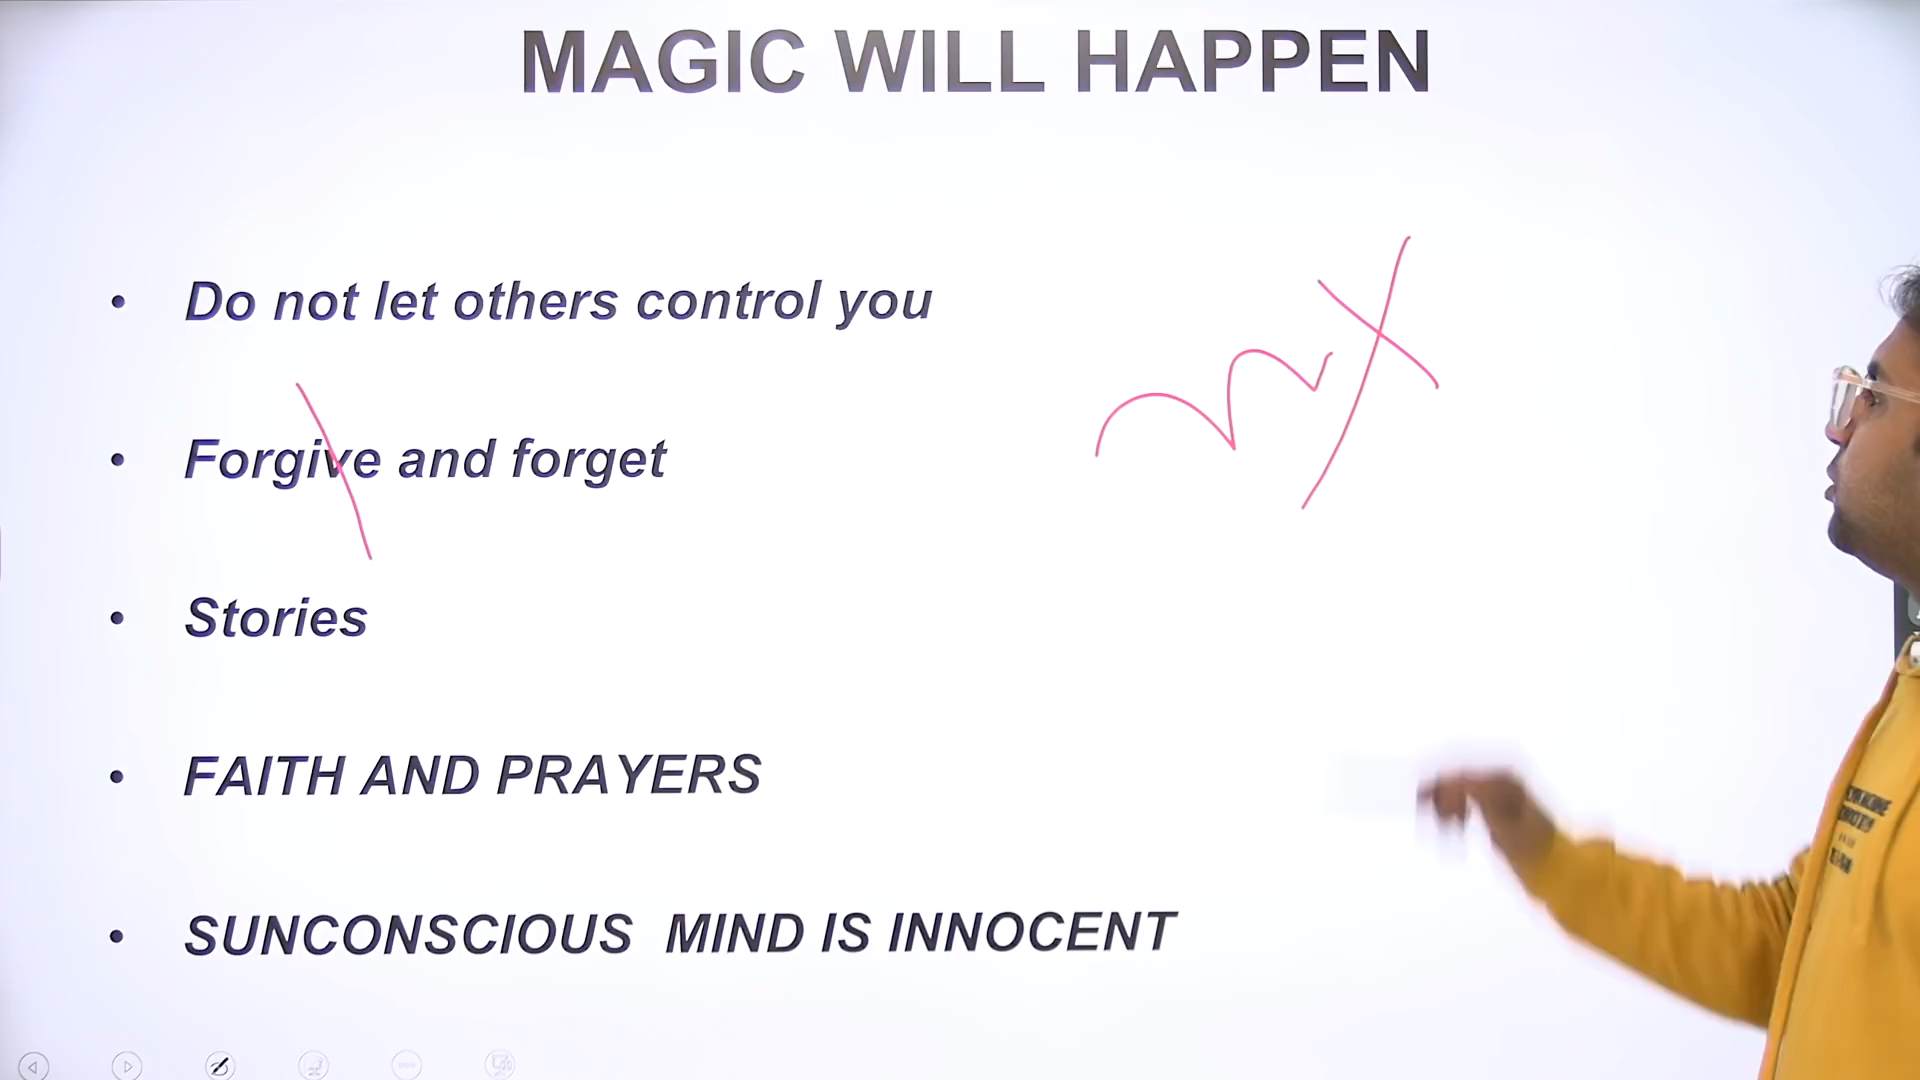 MAGIC WILL HAPPEN
• Do not let others control you
• Forgive and forget
• Stories
• FAITH AND PRAYERS
• SUNCONSCIOUS MIND IS INNOCENT